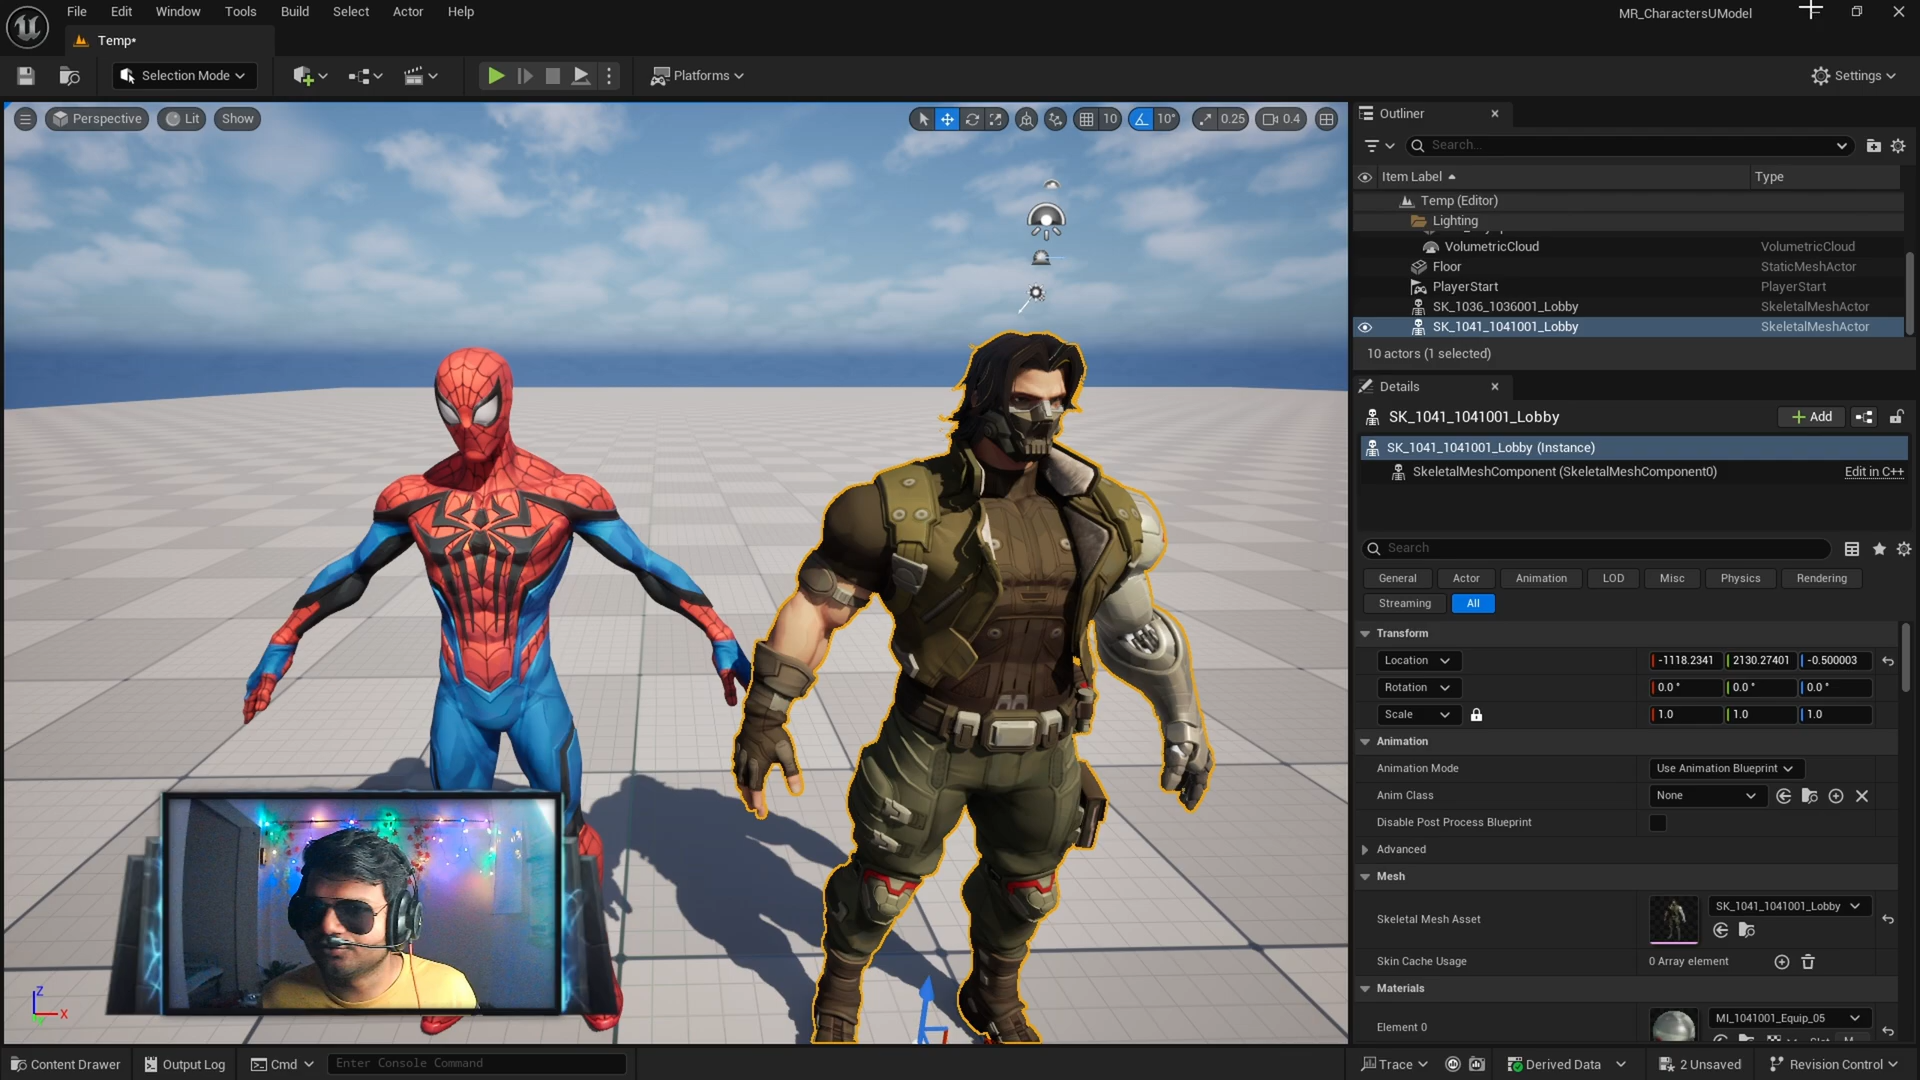 File Edit Window Tools Build Select Actor Help
MR_CharactersUModel
Temp•
Selection Mode
Platforms
Settings
Perspective Lit Show
10 10° 0.25 0.4
Outliner
Search...
Item Label Type
Temp (Editor)
Lighting
VolumetricCloud VolumetricCloud
Floor StaticMeshActor
PlayerStart PlayerStart
SK_1036_1036001_Lobby SkeletalMeshActor
SK_1041_1041001_Lobby SkeletalMeshActor
10 actors (1 selected)
Details
SK_1041_1041001_Lobby
Add
SK_1041_1041001_Lobby (Instance)
SkeletalMeshComponent (SkeletalMeshComponent0) Edit in C++
Search
General Actor Animation LOD Misc Physics Rendering
Streaming All
Transform
Location -1118.2341 2130.27401 -0.500003
Rotation 0.0 ° 0.0 ° 0.0 °
Scale 1.0 1.0 1.0
Animation
Animation Mode Use Animation Blueprint
Anim Class None
Disable Post Process Blueprint
Advanced
Mesh
Skeletal Mesh Asset SK_1041_1041001_Lobby
Skin Cache Usage 0 Array element
Materials
Element 0 MI_1041001_Equip_05
Z
X
Content Drawer Output Log Cmd Enter Console Command
Trace Derived Data 2 Unsaved Revision Control